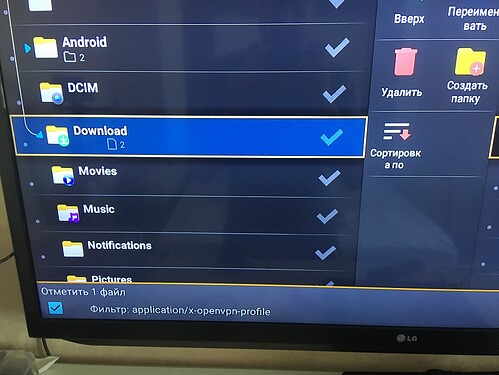 Вверх
Переимено
вать
Android
2
DCIM
Удалить
Создать
папку
Download
2
Сортировк
а по
Movies
Music
Notifications
Pictures
Отметить 1 файл
Фильтр: application/x-openvpn-profile
LG